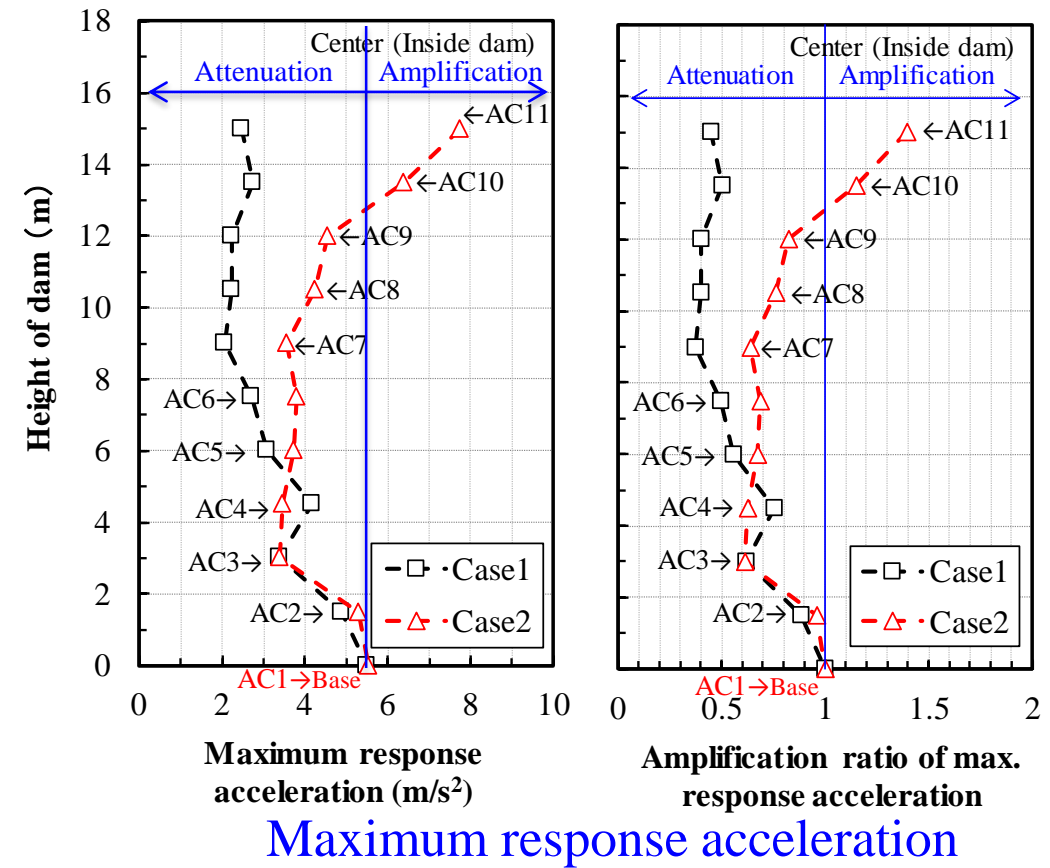 18
16
14
12
10
8
6
4
2
0
Height of dam (m)
Center (Inside dam)
Attenuation
Amplification
←AC11
←AC10
←AC9
←AC8
←AC7
AC6→
AC5→
AC4→
AC3→
AC2→
AC1→Base
Case1
Case2
0 2 4 6 8 10
Maximum response
acceleration (m/s²)
Center (Inside dam)
Attenuation
Amplification
←AC11
←AC10
←AC9
←AC8
←AC7
AC6→
AC5→
AC4→
AC3→
AC2→
AC1→Base
Case1
Case2
0 0.5 1 1.5 2
Amplification ratio of max.
response acceleration
Maximum response acceleration